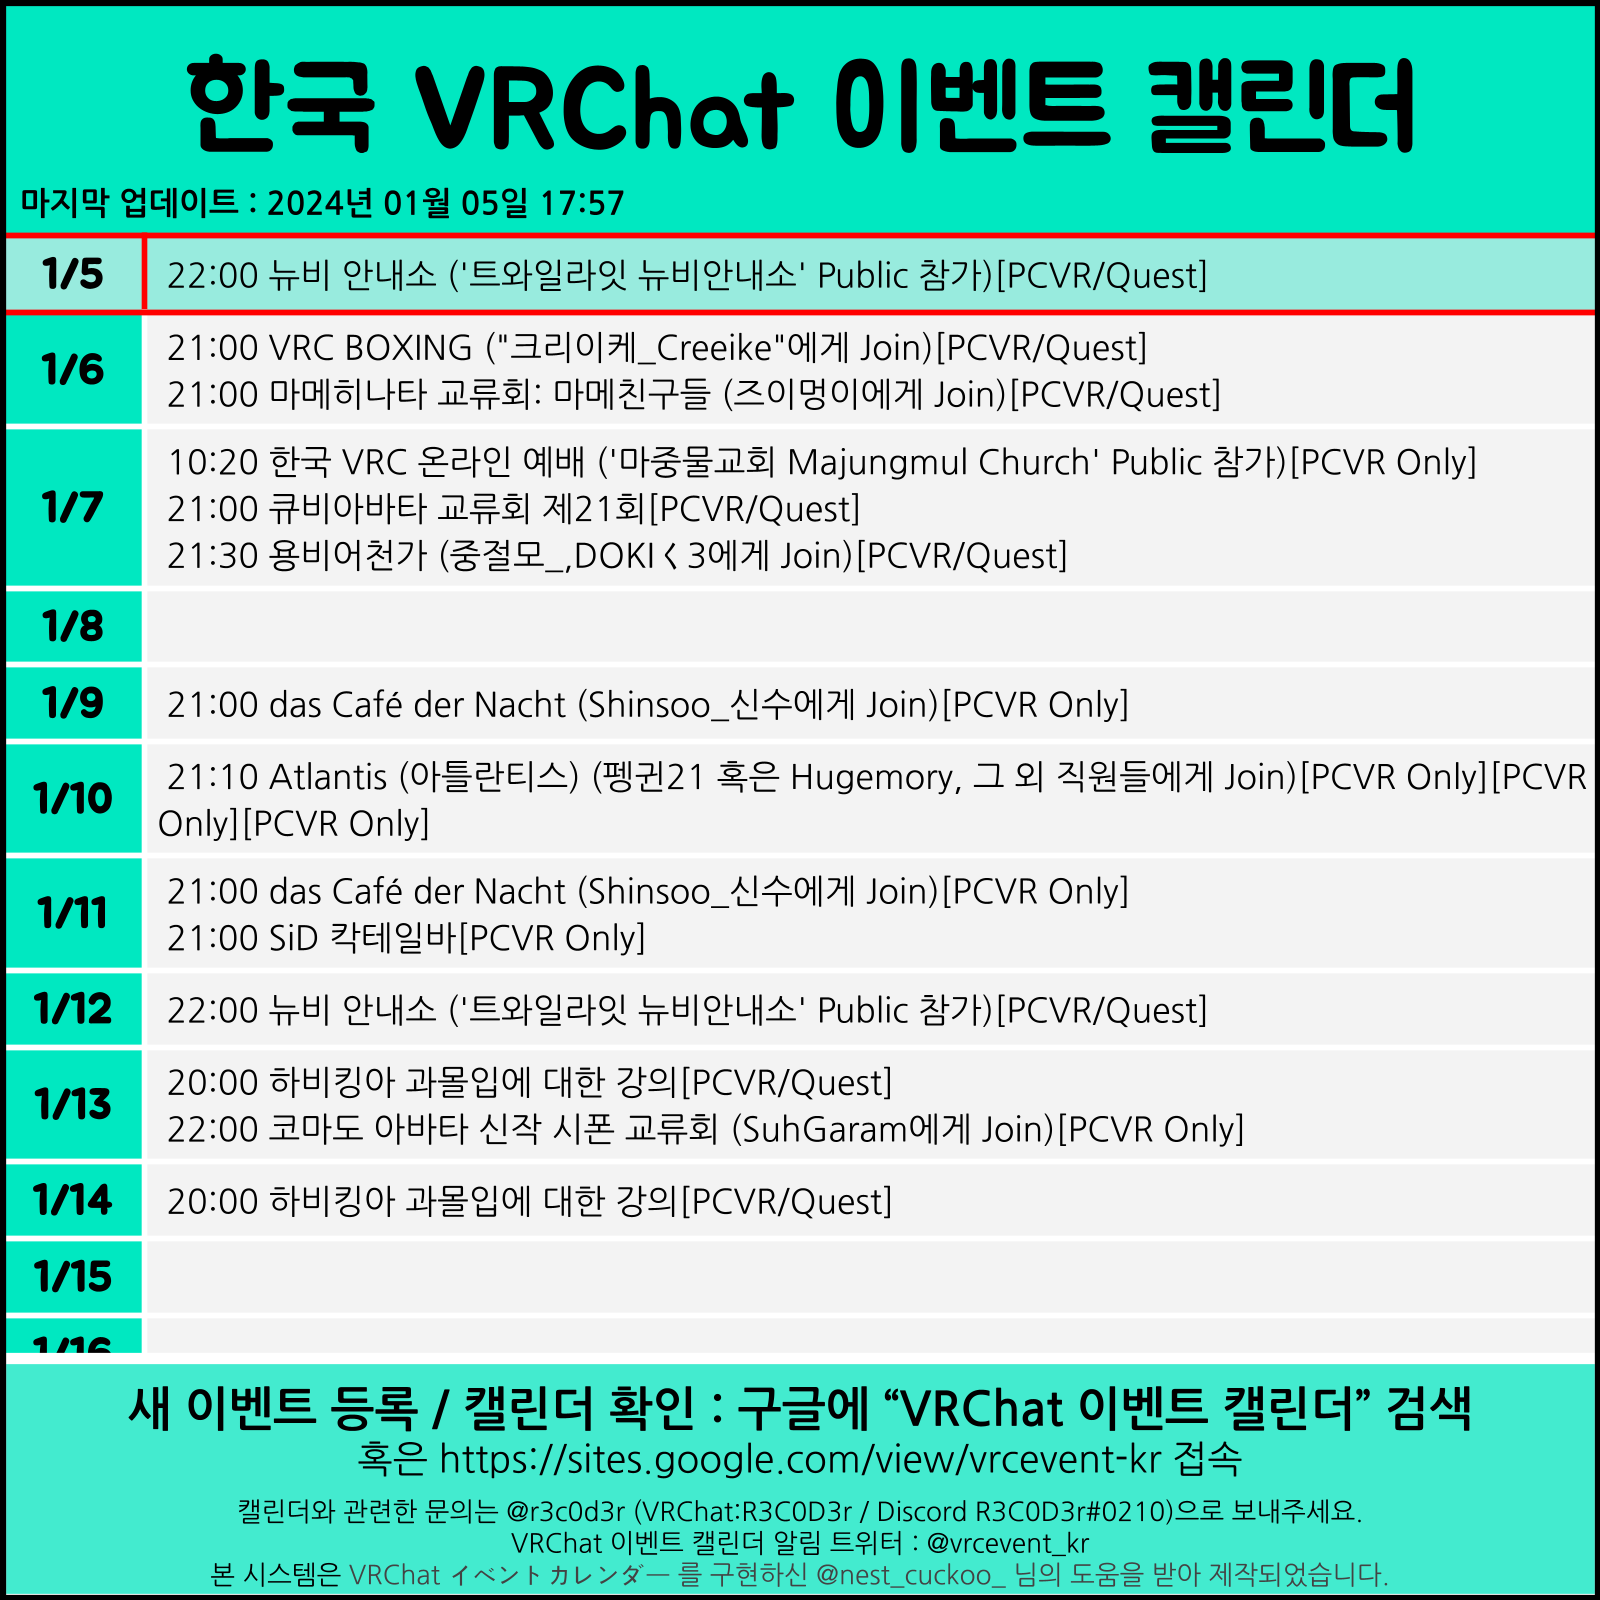 한국 VRChat 이벤트 캘린더
마지막 업데이트 : 2024년 01월 05일 17:57
1/5 22:00 뉴비 안내소 ('트와일라잇 뉴비안내소' Public 참가)[PCVR/Quest]
1/6 21:00 VRC BOXING ("크리이케_Creeike"에게 Join)[PCVR/Quest]
21:00 마메히나타 교류회: 마메친구들 (즈이멍이에게 Join)[PCVR/Quest]
1/7 10:20 한국 VRC 온라인 예배 ('마중물교회 Majungmul Church' Public 참가)[PCVR Only]
21:00 큐비아바타 교류회 제21회[PCVR/Quest]
21:30 용비어천가 (중절모_,DOKIく3에게 Join)[PCVR/Quest]
1/8
1/9 21:00 das Café der Nacht (Shinsoo_신수에게 Join)[PCVR Only]
1/10 21:10 Atlantis (아틀란티스) (펭귄21 혹은 Hugemory, 그 외 직원들에게 Join)[PCVR Only][PCVR
Only][PCVR Only]
1/11 21:00 das Café der Nacht (Shinsoo_신수에게 Join)[PCVR Only]
21:00 SiD 칵테일바[PCVR Only]
1/12 22:00 뉴비 안내소 ('트와일라잇 뉴비안내소' Public 참가)[PCVR/Quest]
1/13 20:00 하비킹아 과몰입에 대한 강의[PCVR/Quest]
22:00 코마도 아바타 신작 시폰 교류회 (SuhGaram에게 Join)[PCVR Only]
1/14 20:00 하비킹아 과몰입에 대한 강의[PCVR/Quest]
1/15
1/16
새 이벤트 등록 / 캘린더 확인 : 구글에 “VRChat 이벤트 캘린더” 검색
혹은 https://sites.google.com/view/vrcevent-kr 접속
캘린더와 관련한 문의는 @r3c0d3r (VRChat:R3C0D3r / Discord R3C0D3r#0210)으로 보내주세요.
VRChat 이벤트 캘린더 알림 트위터 : @vrcevent_kr
본 시스템은 VRChat イベントカレンダー 를 구현하신 @nest_cuckoo_ 님의 도움을 받아 제작되었습니다.